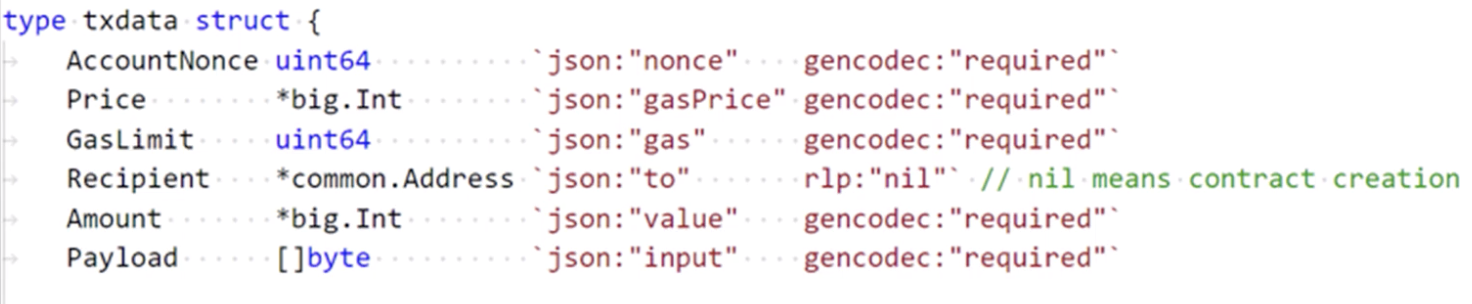 type txdata struct {
    AccountNonce uint64          `json:"nonce"    gencodec:"required"`
    Price        *big.Int        `json:"gasPrice" gencodec:"required"`
    GasLimit     uint64          `json:"gas"      gencodec:"required"`
    Recipient    *common.Address `json:"to"       rlp:"nil"` // nil means contract creation
    Amount       *big.Int        `json:"value"    gencodec:"required"`
    Payload      []byte          `json:"input"    gencodec:"required"`